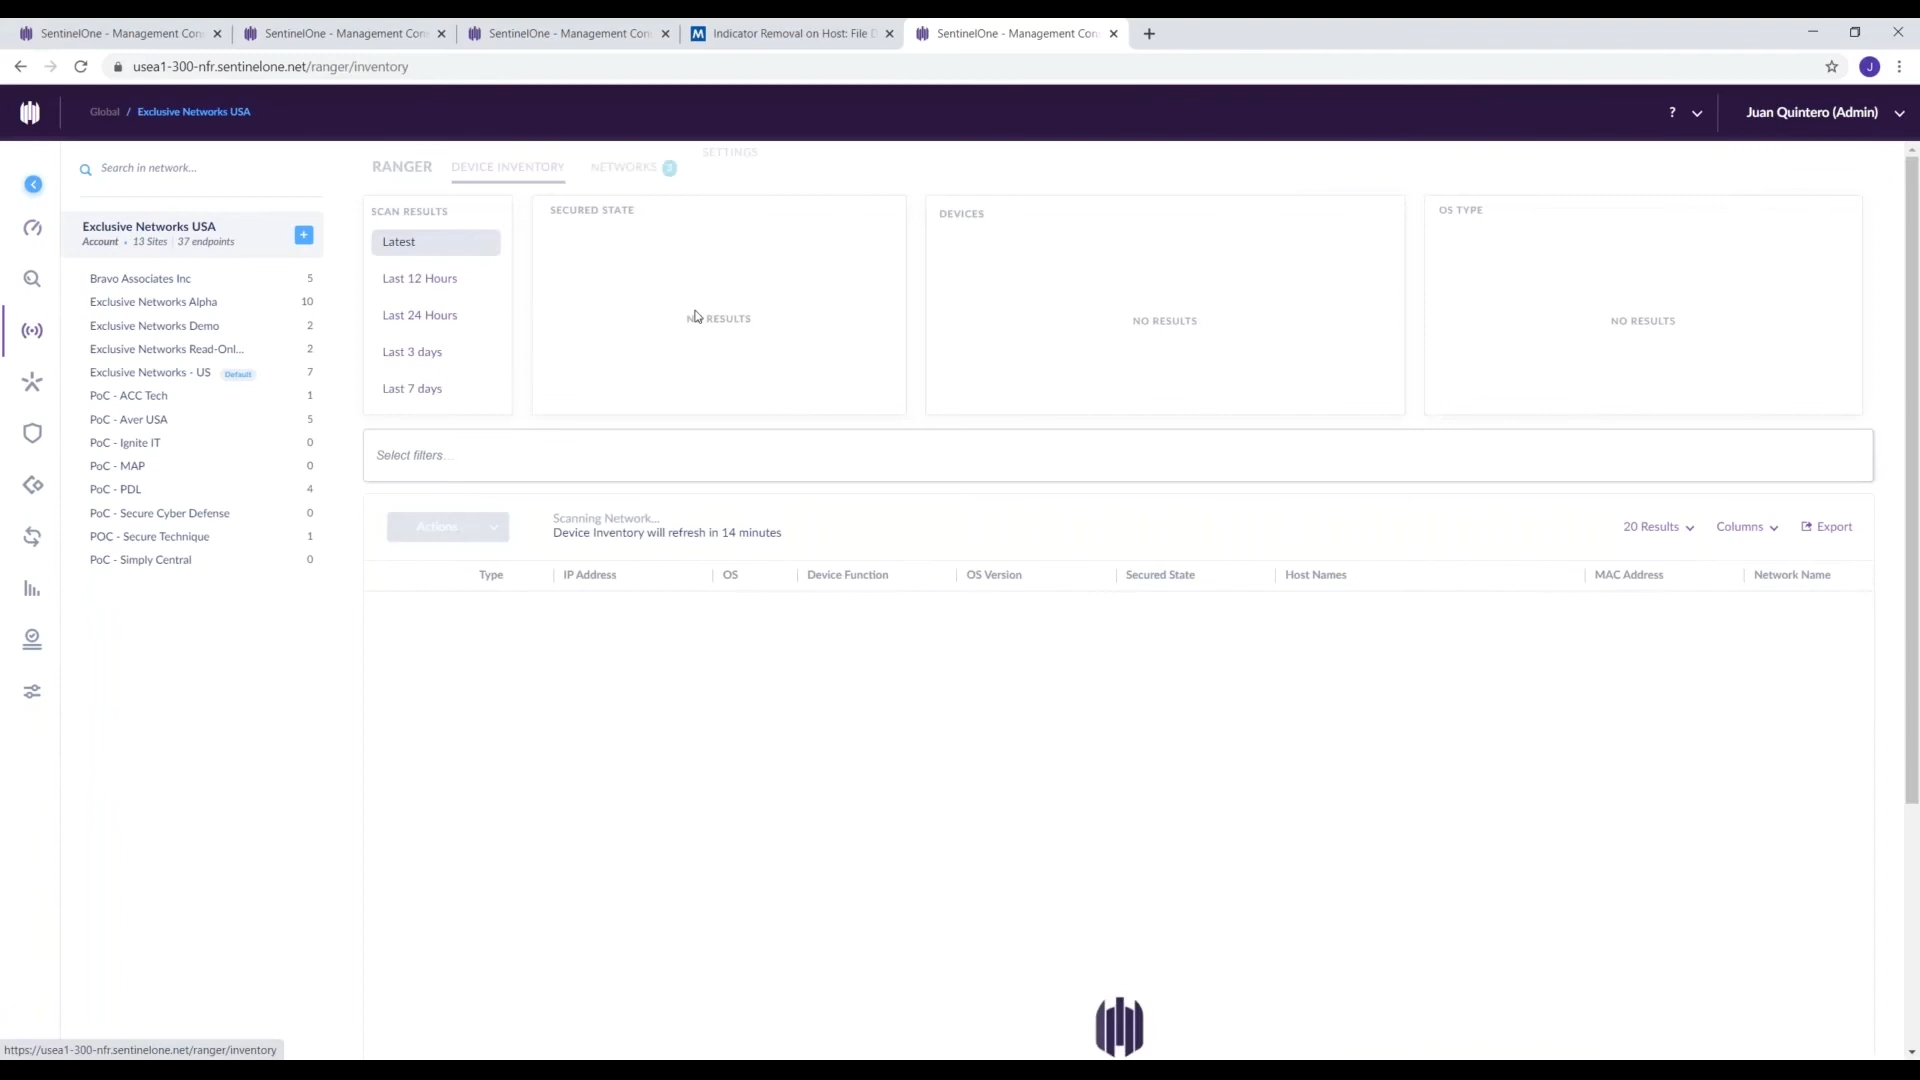 SentinelOne - Management Con
SentinelOne - Management Con
SentinelOne - Management Con
M
Indicator Removal on Host: File D
SentinelOne - Management Con
usea1-300-nfr.sentinelone.net/ranger/inventory
J
Global / Exclusive Networks USA
?
Juan Quintero (Admin)
Search in network...
Exclusive Networks USA
Account • 13 Sites | 37 endpoints
+
Bravo Associates Inc 5
Exclusive Networks Alpha 10
Exclusive Networks Demo 2
Exclusive Networks Read-Onl... 2
Exclusive Networks - US Default 7
PoC - ACC Tech 1
PoC - Aver USA 5
PoC - Ignite IT 0
PoC - MAP 0
PoC - PDL 4
PoC - Secure Cyber Defense 0
POC - Secure Technique 1
PoC - Simply Central 0
RANGER
DEVICE INVENTORY
NETWORKS 3
SETTINGS
SCAN RESULTS
Latest
Last 12 Hours
Last 24 Hours
Last 3 days
Last 7 days
SECURED STATE
NO RESULTS
DEVICES
NO RESULTS
OS TYPE
NO RESULTS
Select filters...
Actions
Scanning Network...
Device Inventory will refresh in 14 minutes
20 Results
Columns
Export
Type
IP Address
OS
Device Function
OS Version
Secured State
Host Names
MAC Address
Network Name
https://usea1-300-nfr.sentinelone.net/ranger/inventory